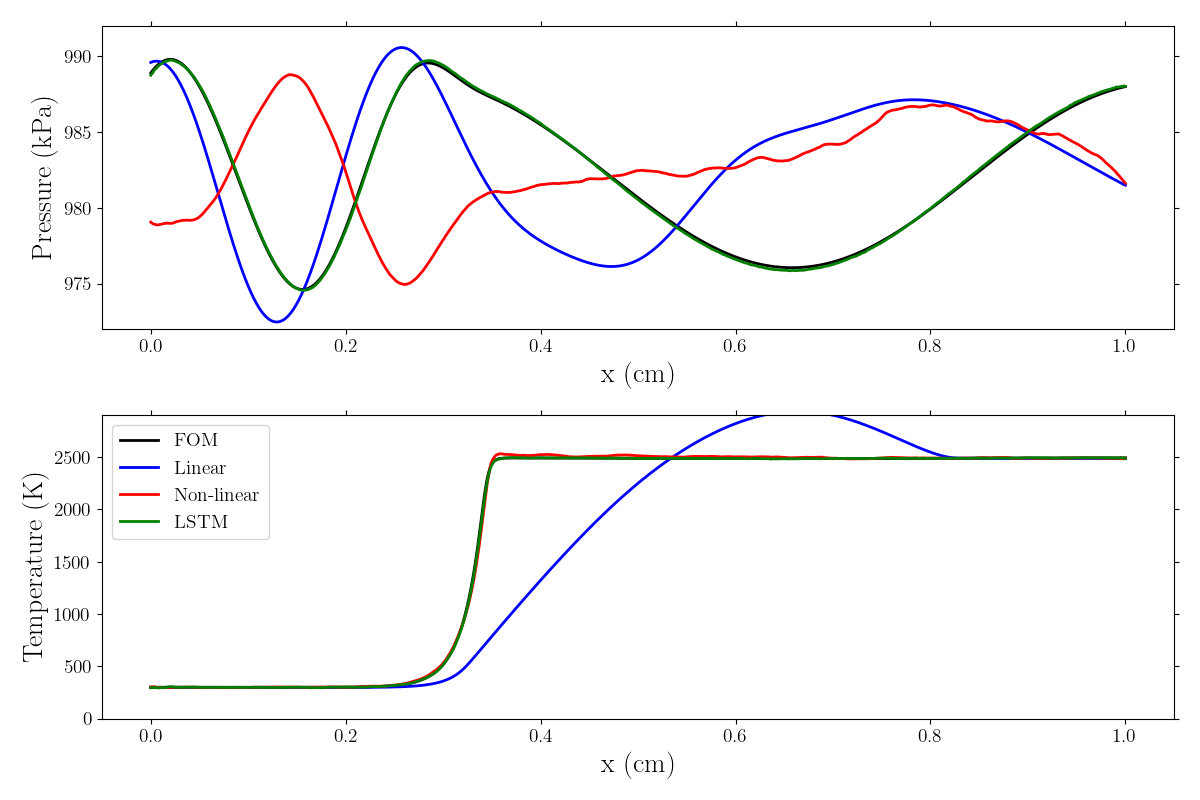 Pressure (kPa)
990
985
980
975
0.0 0.2 0.4 0.6 0.8 1.0
x (cm)
Temperature (K)
2500
2000
1500
1000
500
0
FOM
Linear
Non-linear
LSTM
0.0 0.2 0.4 0.6 0.8 1.0
x (cm)